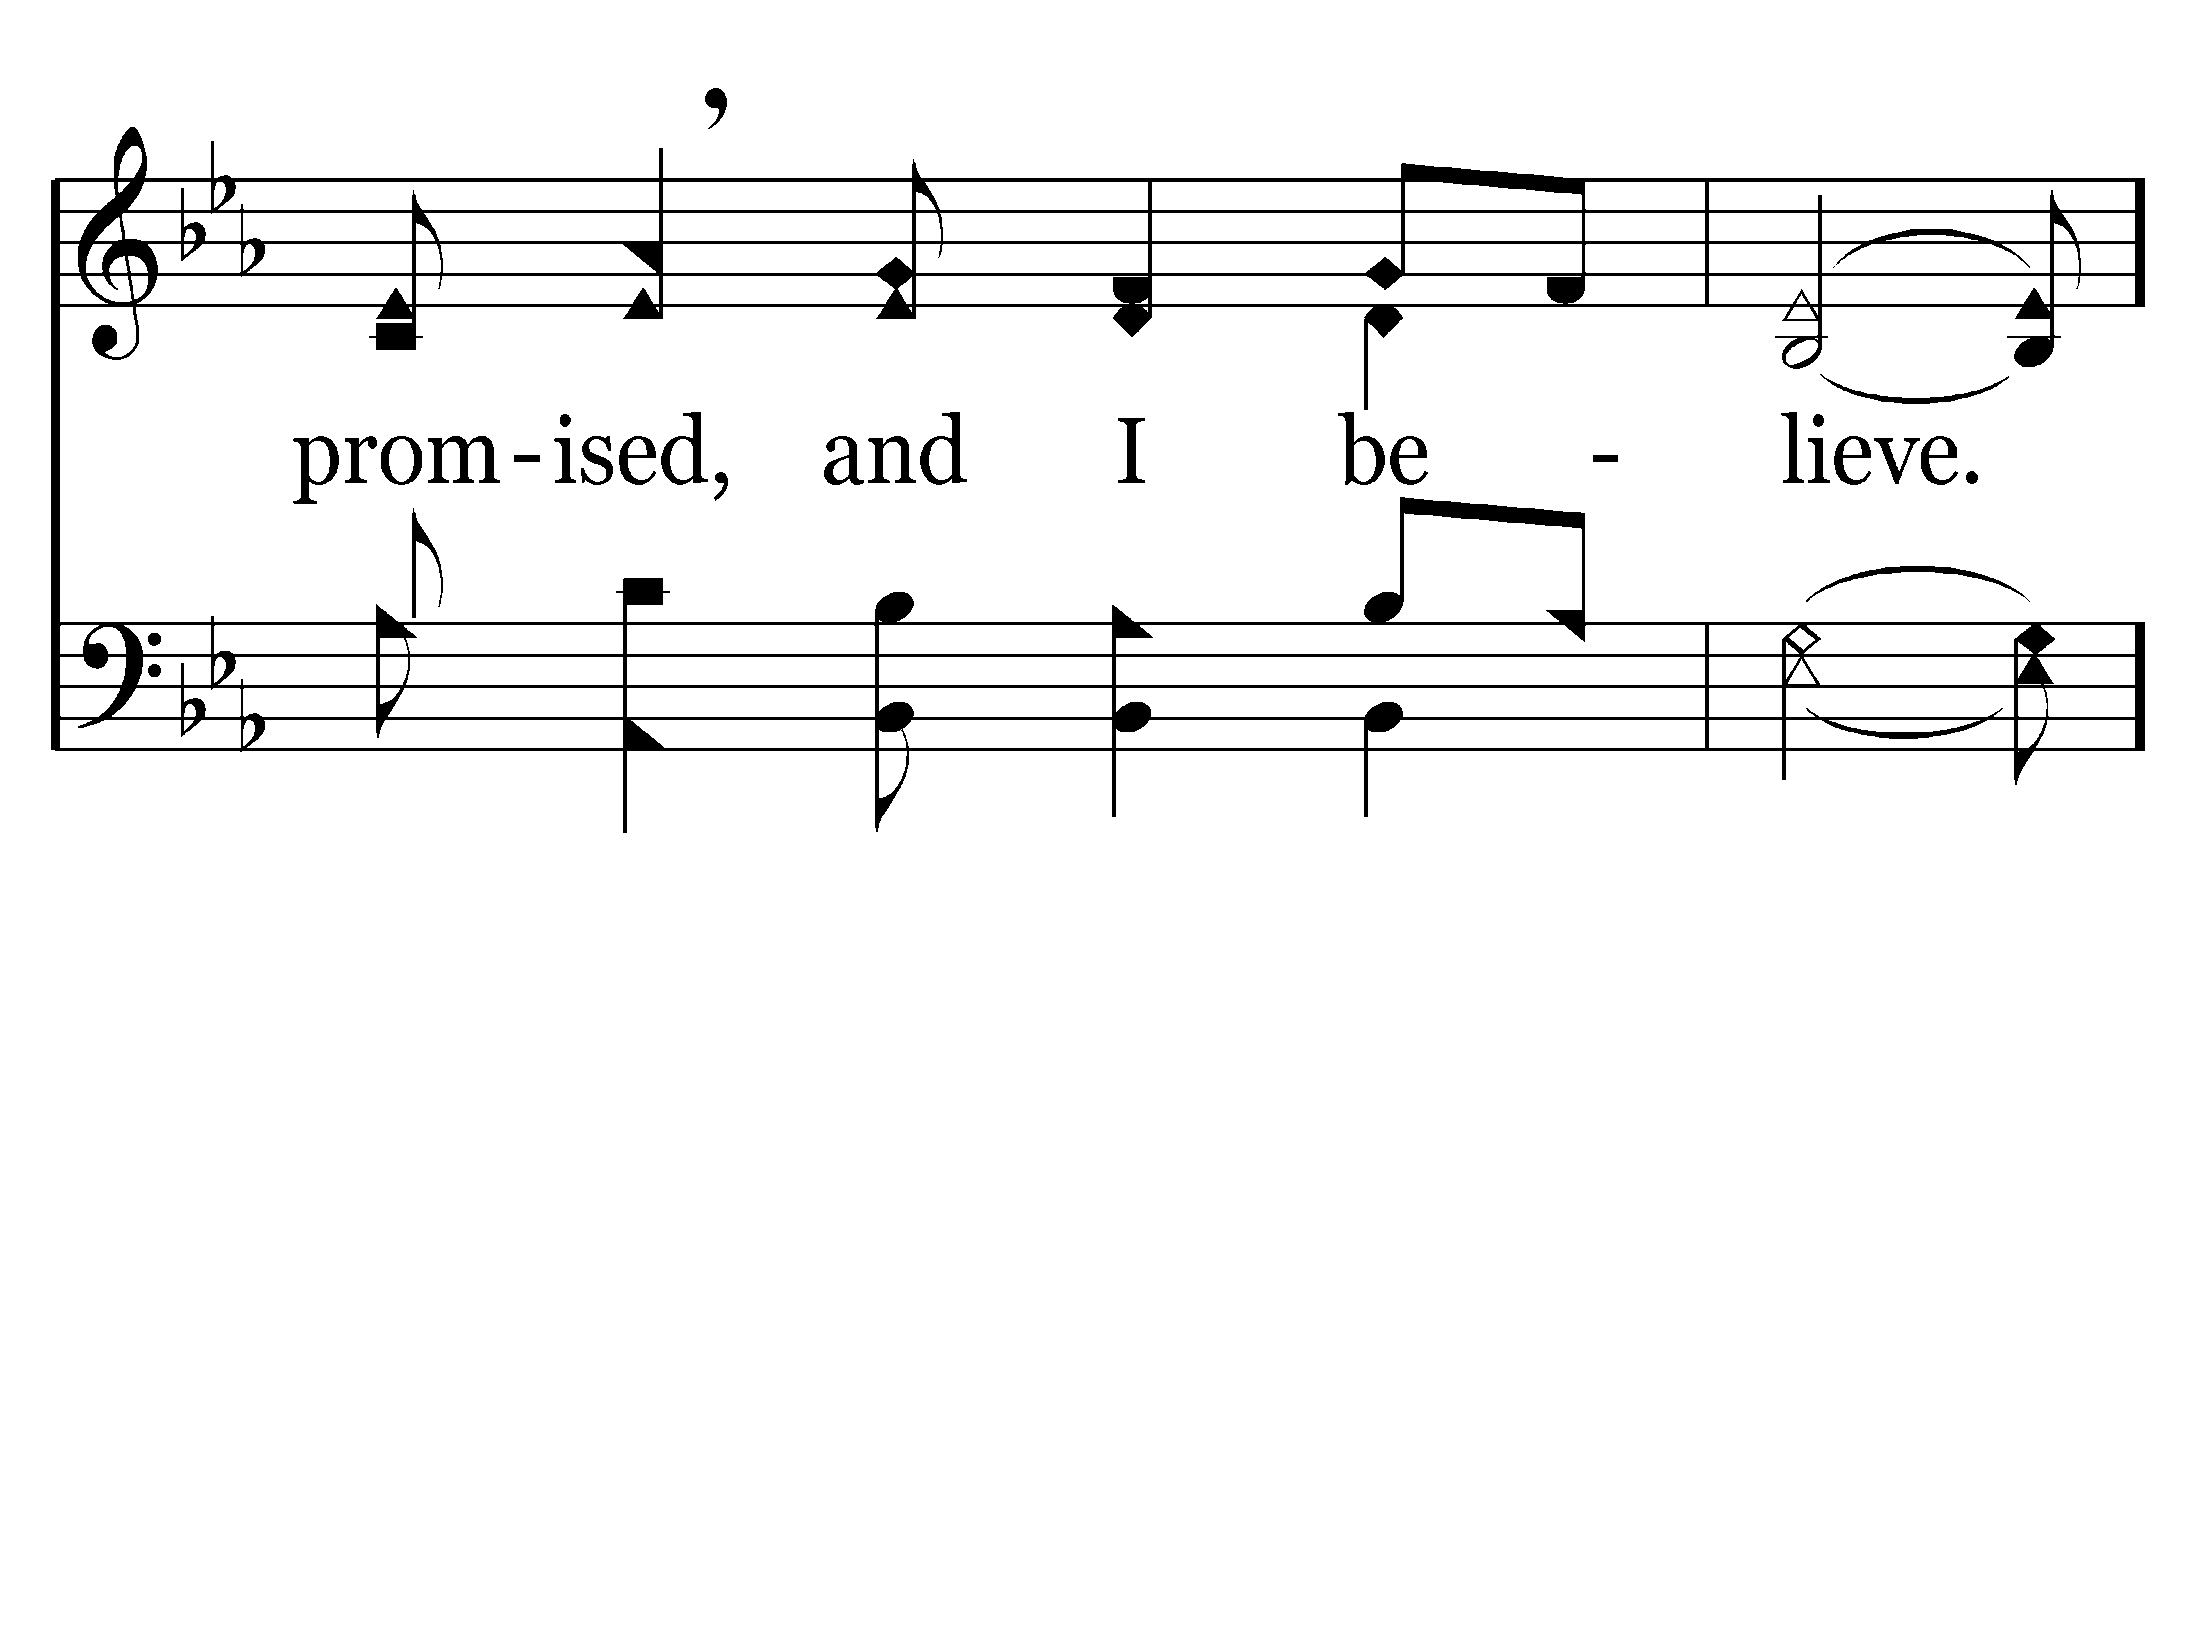 prom - ised, and I be - lieve.